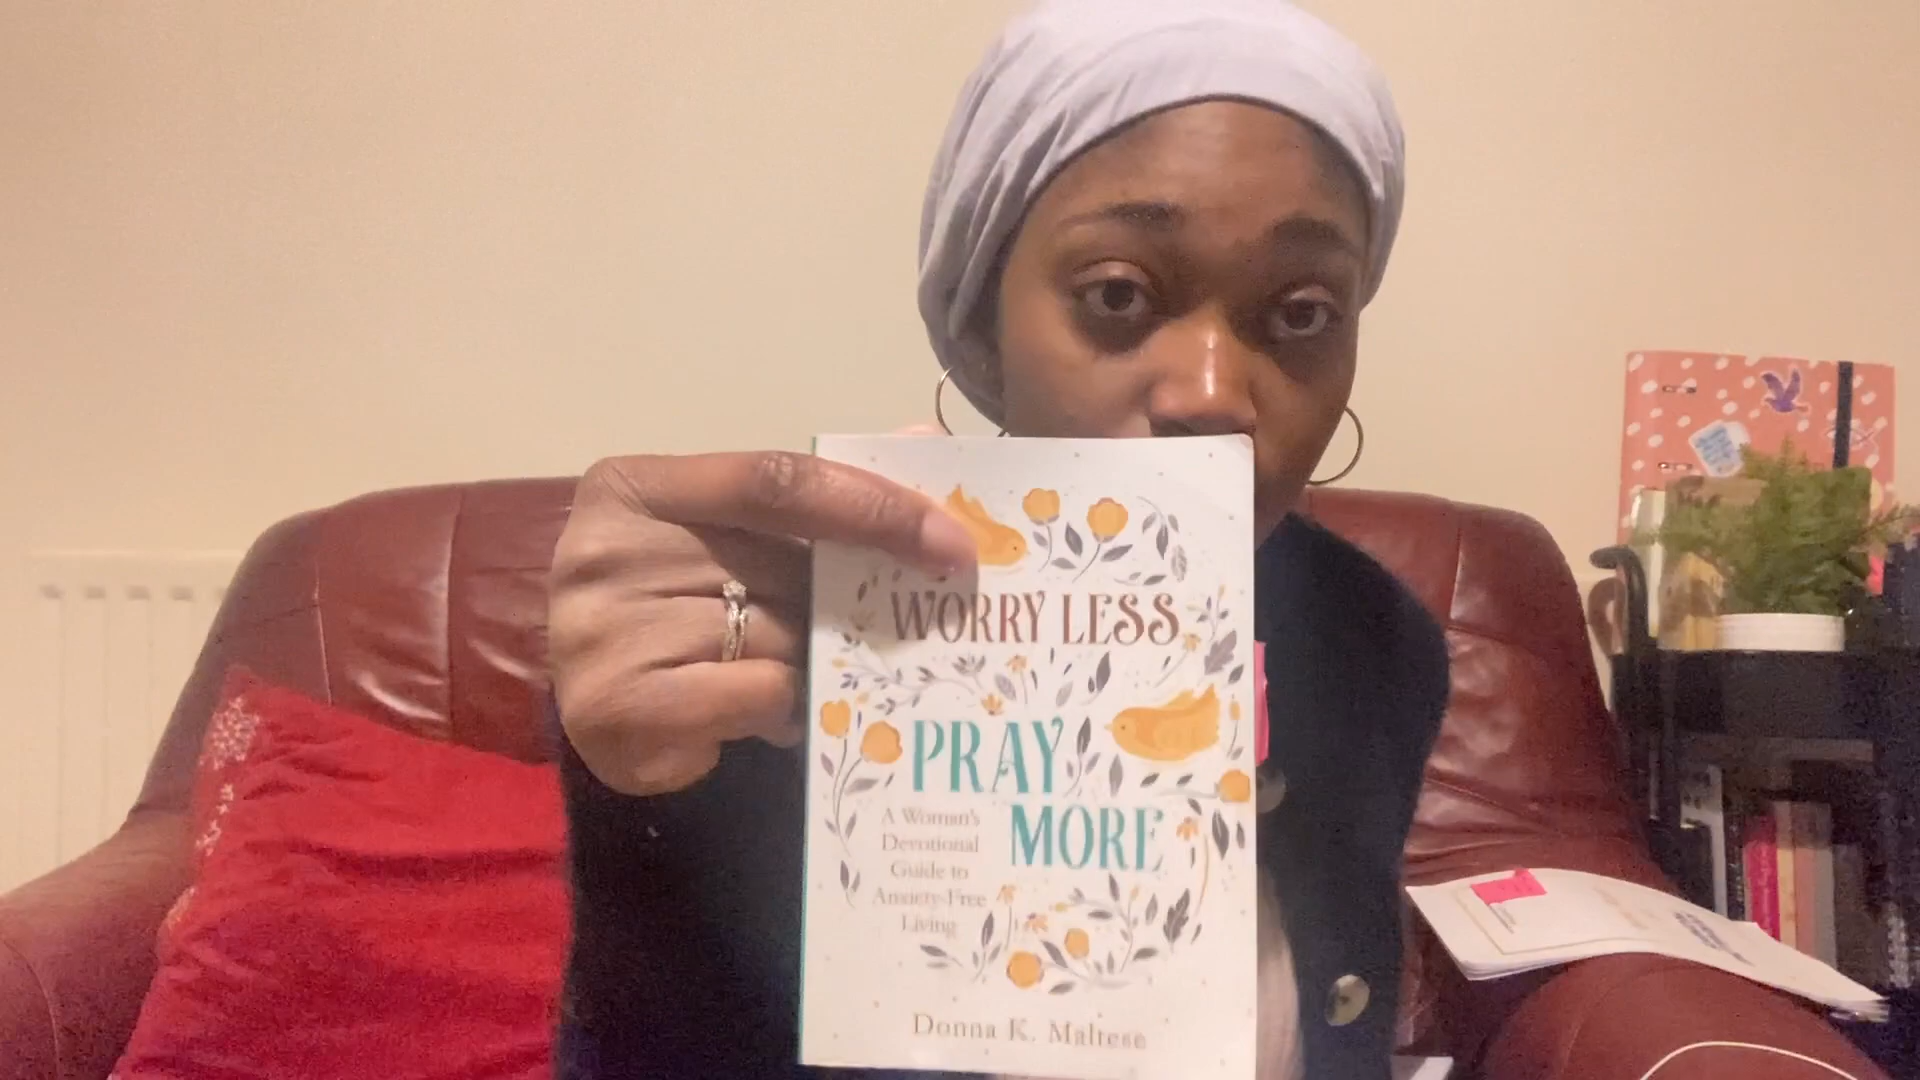 WORRY LESS
PRAY
MORE
A Woman's
Devotional
Guide to
Anxiety-Free
Living
Donna K. Maltese